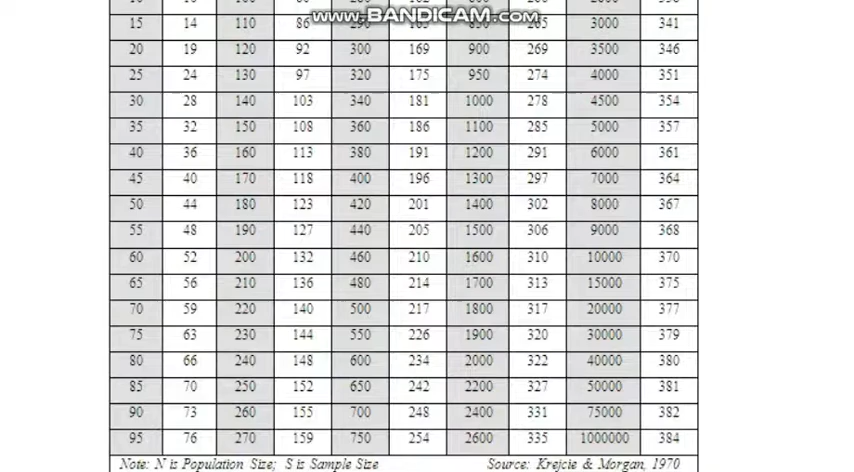 www.BANDICAM.com
15 14 110 86 290 265 3000 341
20 19 120 92 300 169 900 269 3500 346
25 24 130 97 320 175 950 274 4000 351
30 28 140 103 340 181 1000 278 4500 354
35 32 150 108 360 186 1100 285 5000 357
40 36 160 113 380 191 1200 291 6000 361
45 40 170 118 400 196 1300 297 7000 364
50 44 180 123 420 201 1400 302 8000 367
55 48 190 127 440 205 1500 306 9000 368
60 52 200 132 460 210 1600 310 10000 370
65 56 210 136 480 214 1700 313 15000 375
70 59 220 140 500 217 1800 317 20000 377
75 63 230 144 550 226 1900 320 30000 379
80 66 240 148 600 234 2000 322 40000 380
85 70 250 152 650 242 2200 327 50000 381
90 73 260 155 700 248 2400 331 75000 382
95 76 270 159 750 254 2600 335 1000000 384
Note: N is Population Size; S is Sample Size Source: Krejcie & Morgan, 1970